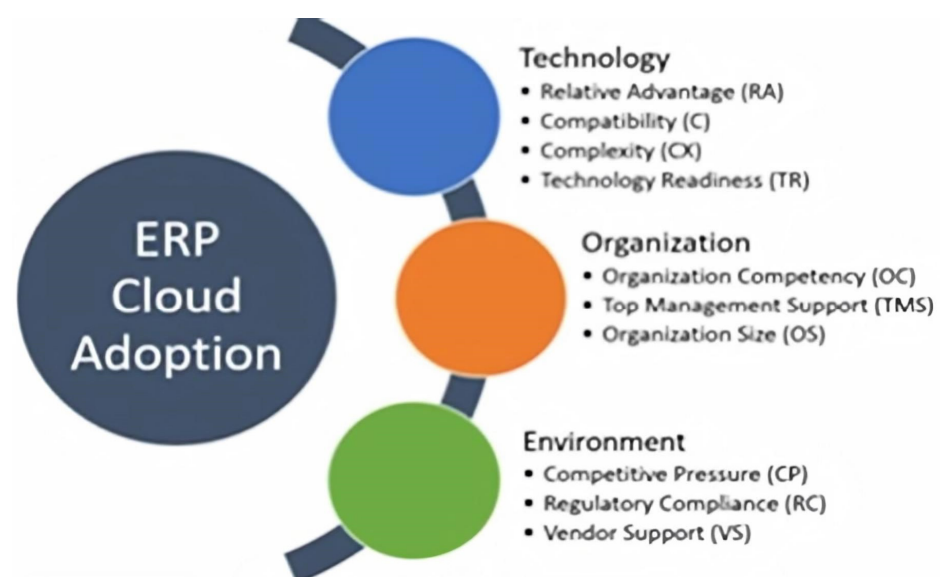 ERP
Cloud
Adoption
Technology
• Relative Advantage (RA)
• Compatibility (C)
• Complexity (CX)
• Technology Readiness (TR)
Organization
• Organization Competency (OC)
• Top Management Support (TMS)
• Organization Size (OS)
Environment
• Competitive Pressure (CP)
• Regulatory Compliance (RC)
• Vendor Support (VS)